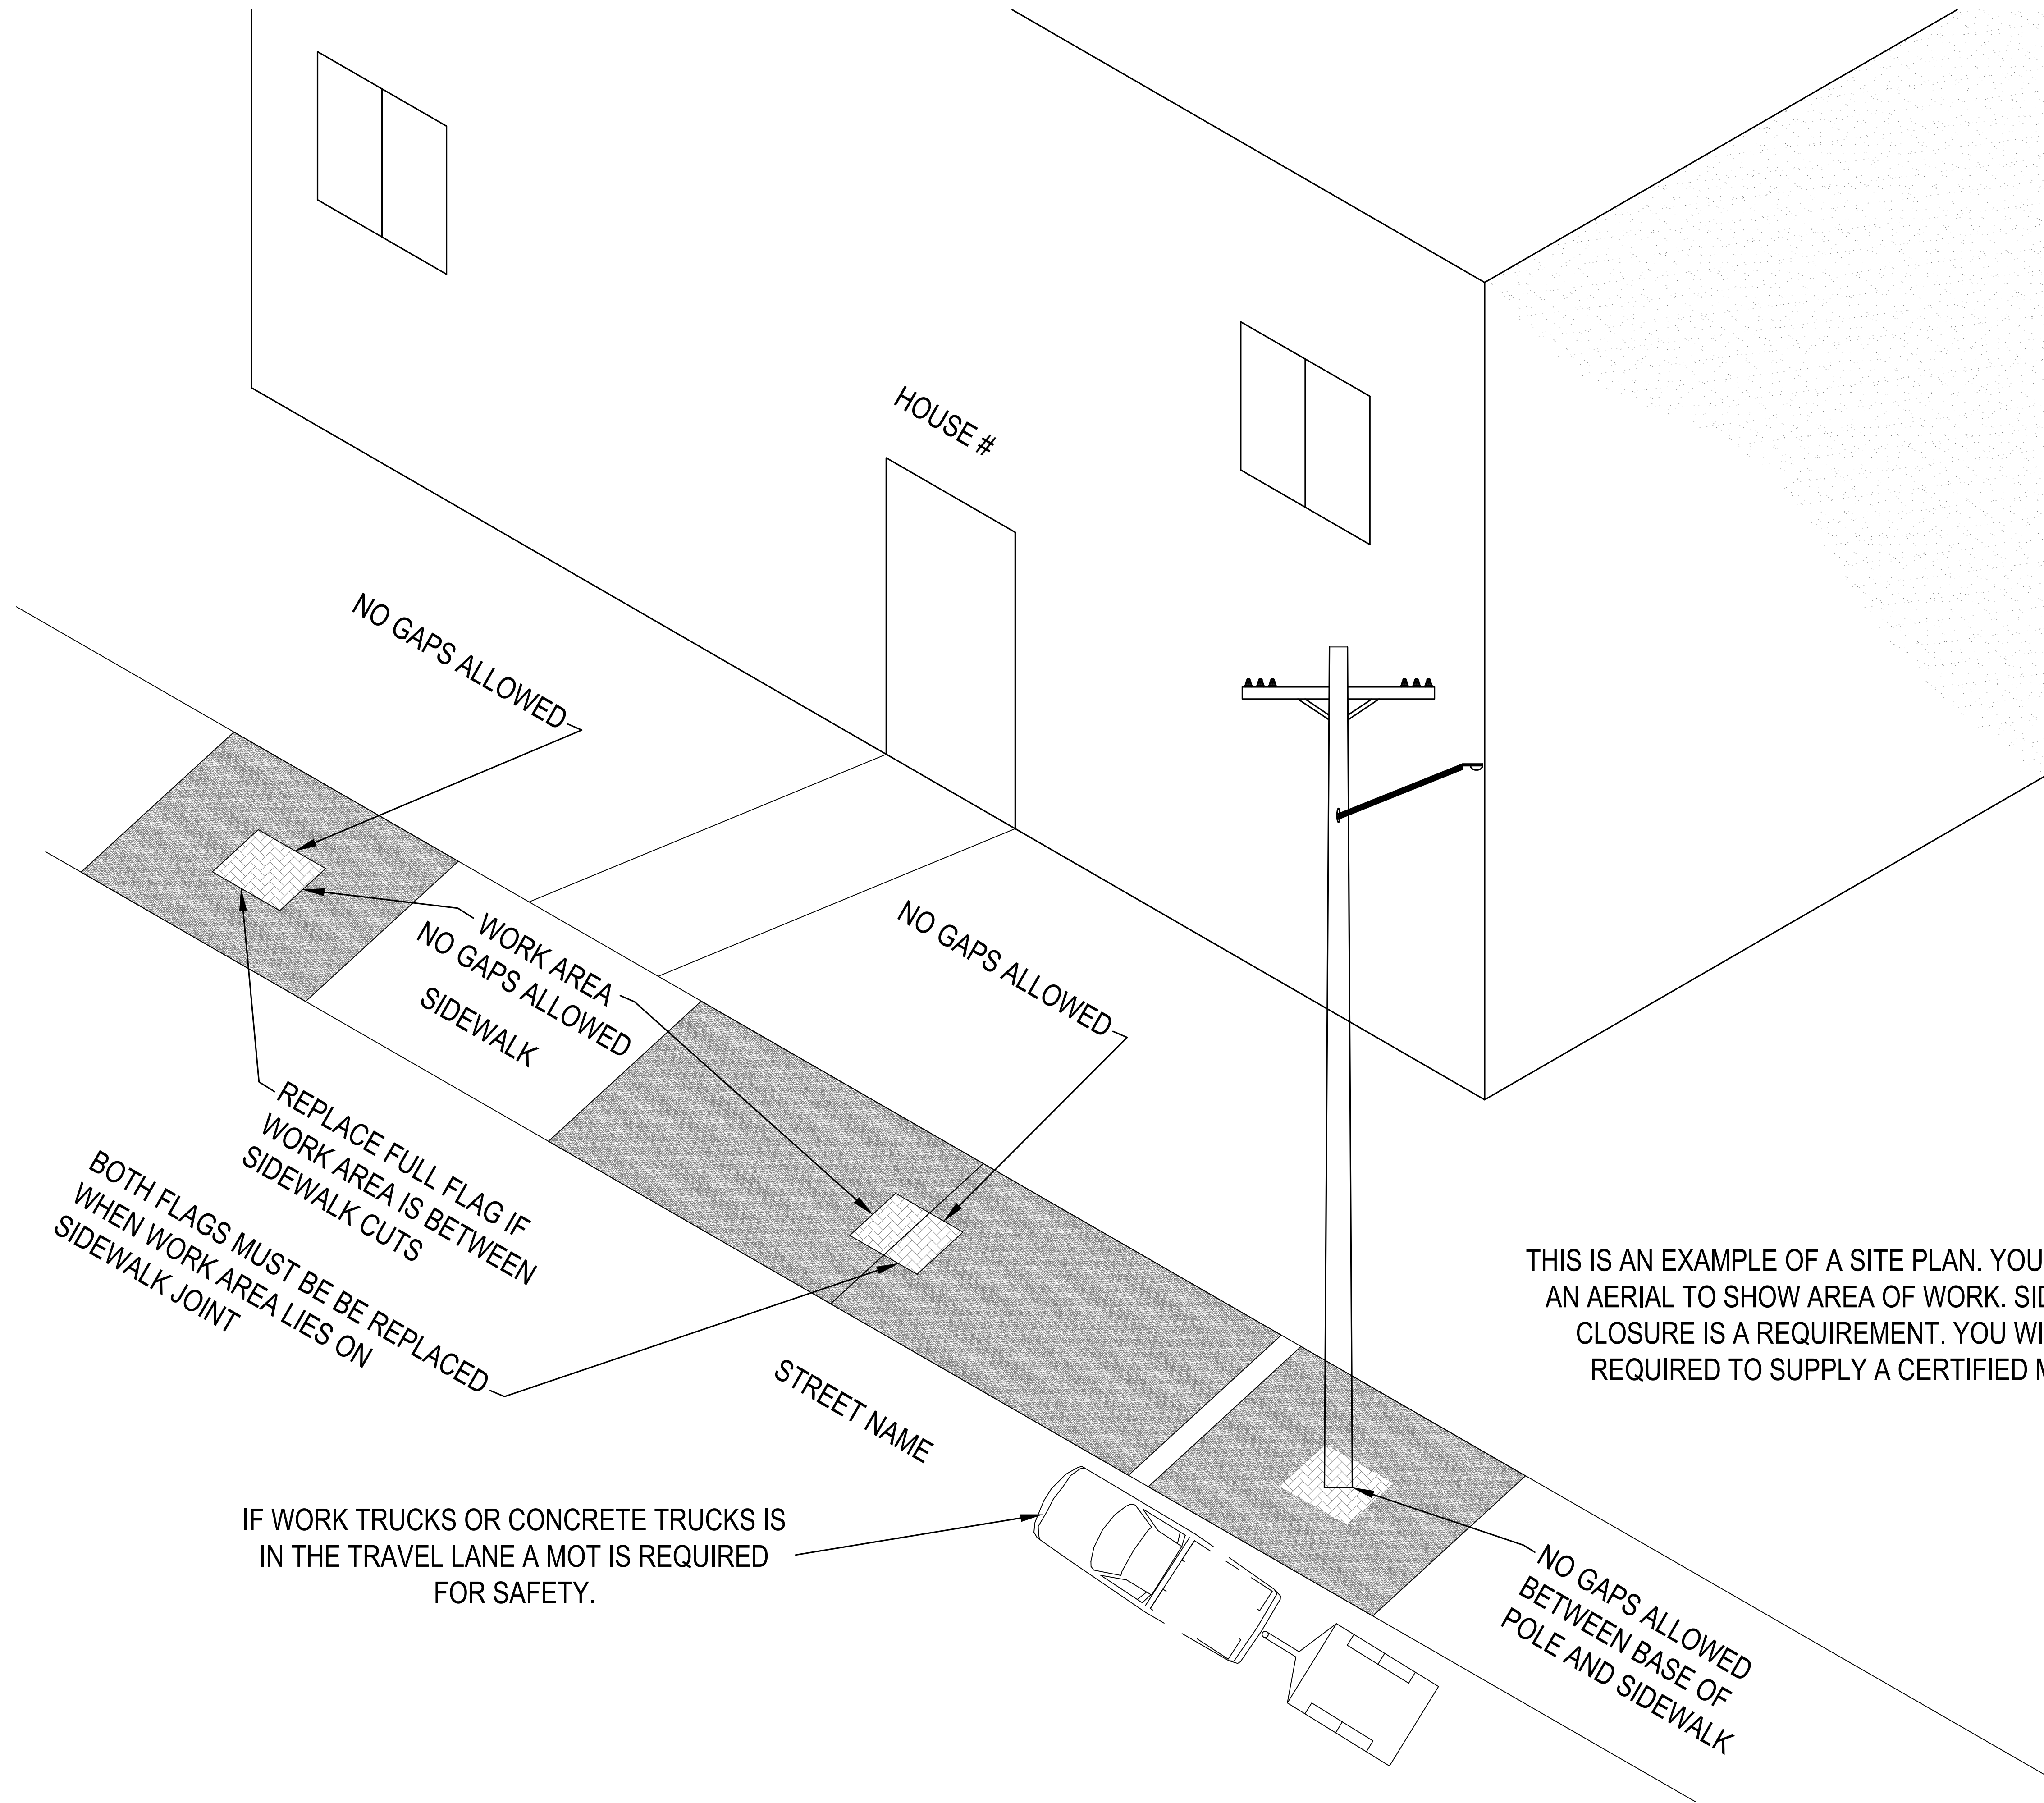 HOUSE #
NO GAPS ALLOWED
WORK AREA
NO GAPS ALLOWED
SIDEWALK
NO GAPS ALLOWED
REPLACE FULL FLAG IF
WORK AREA IS BETWEEN
SIDEWALK CUTS
BOTH FLAGS MUST BE BE REPLACED
WHEN WORK AREA LIES ON
SIDEWALK JOINT
STREET NAME
THIS IS AN EXAMPLE OF A SITE PLAN. YOU
AN AERIAL TO SHOW AREA OF WORK.
CLOSURE IS A REQUIREMENT. YOU
REQUIRED TO SUPPLY A CERTIFIED
IF WORK TRUCKS OR CONCRETE TRUCKS IS
IN THE TRAVEL LANE A MOT IS REQUIRED
FOR SAFETY.
NO GAPS ALLOWED
BETWEEN BASE OF
POLE AND SIDEWALK